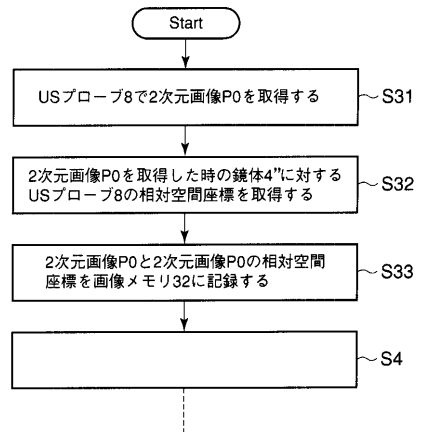 Start
USプローブ8で2次元画像P0を取得する
S31
2次元画像P0を取得した時の鏡体4"に対する
USプローブ8の相対空間座標を取得する
S32
2次元画像P0と2次元画像P0の相対空間
座標を画像メモリ32に記録する
S33
S4